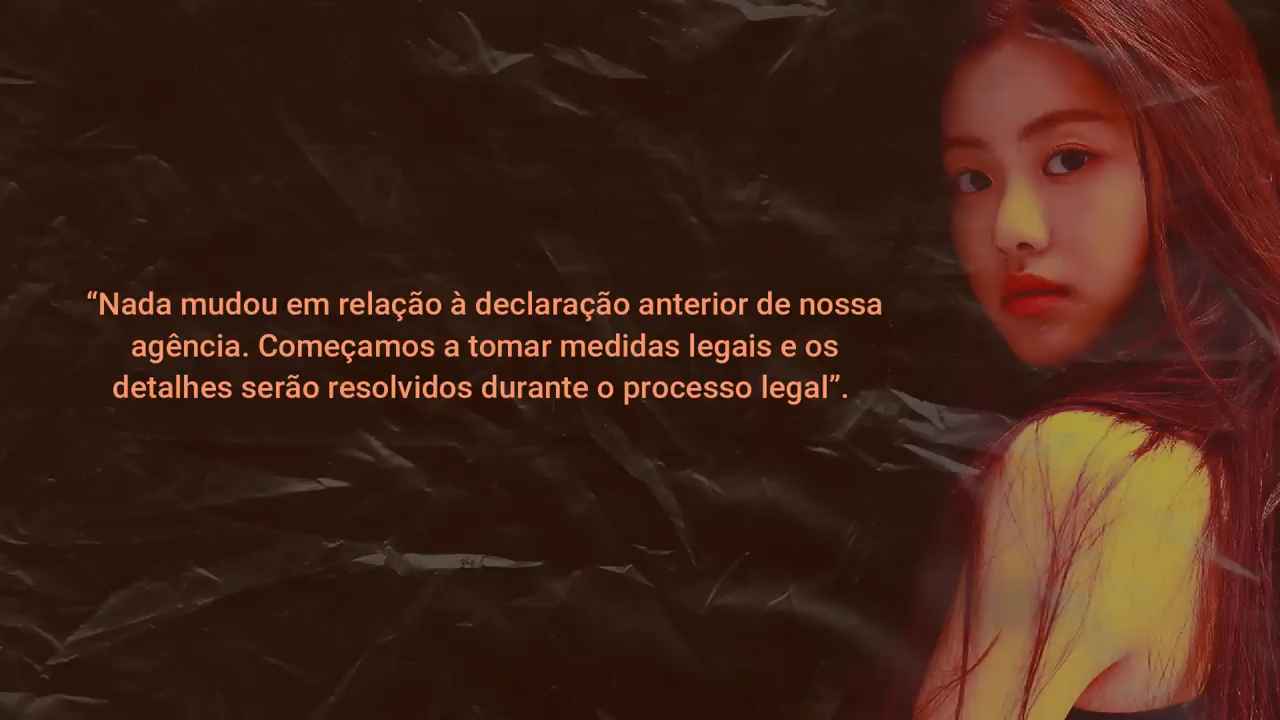 “Nada mudou em relação à declaração anterior de nossa
agência. Começamos a tomar medidas legais e os
detalhes serão resolvidos durante o processo legal”.